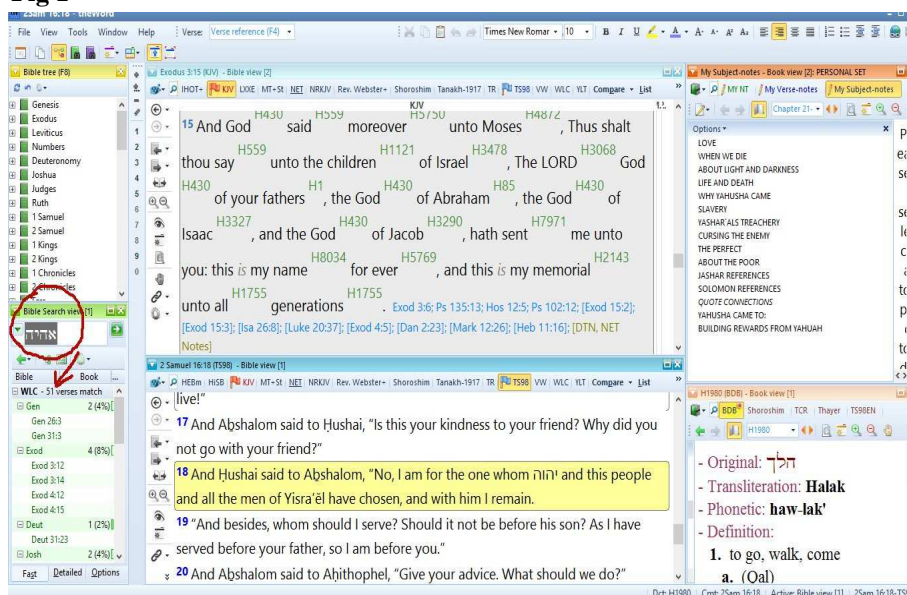 Fig 1
2Sam 16:18 - theWord
File View Tools Window Help Verse: Verse reference (F4) Times New Romar 10 B I U A A A A A
Bible tree (F8)
Genesis
Exodus
Leviticus
Numbers
Deuteronomy
Joshua
Judges
Ruth
1 Samuel
2 Samuel
1 Kings
2 Kings
1 Chronicles
2 Chronicles
Bible Search view [1]
אהיה
Bible Book ...
WLC - 51 verses match
Gen 2 (4%)
Gen 26:3
Gen 31:3
Exod 4 (8%)
Exod 3:12
Exod 3:14
Exod 4:12
Exod 4:15
Deut 1 (2%)
Deut 31:23
Josh 2 (4%)
Fast Detailed Options
1
2
3
4
5
6
7
8
9
0
Exodus 3:15 (KJV) - Bible view [2]
IHOT+ KJV LXXE MT+St NET NRKJV Rev. Webster+ Shoroshim Tanakh-1917 TR TS98 VW WLC YLT Compare List »
KJV
H430 H559 H5750 H4872
15 And God said moreover unto Moses , Thus shalt
H559 H1121 H3478 H3068
thou say unto the children of Israel , The LORD God
H430 H1 H430 H85 H430
of your fathers , the God of Abraham , the God of
H3327 H430 H3290 H7971
Isaac , and the God of Jacob , hath sent me unto
H8034 H5769 H2143
you: this is my name for ever , and this is my memorial
H1755 H1755
unto all generations . Exod 3:6; Ps 135:13; Hos 12:5; Ps 102:12; [Exod 15:2];
[Exod 15:3]; [Isa 26:8]; [Luke 20:37]; [Exod 4:5]; [Dan 2:23]; [Mark 12:26]; [Heb 11:16]; [DTN, NET
Notes]
2 Samuel 16:18 (TS98) - Bible view [1]
HEBm HiSB KJV MT+St NET NRKJV Rev. Webster+ Shoroshim Tanakh-1917 TR TS98 VW WLC YLT Compare List »
live!"
17 And Aḇshalom said to Ḥushai, "Is this your kindness to your friend? Why did you
not go with your friend?"
18 And Ḥushai said to Aḇshalom, "No, I am for the one whom יהוה and this people
and all the men of Yisra'ĕl have chosen, and with him I remain.
19 "And besides, whom should I serve? Should it not be before his son? As I have
served before your father, so I am before you."
20 And Aḇshalom said to Aḥithophel, "Give your advice. What should we do?"
My Subject-notes - Book view [2]: PERSONAL SET
MY NT My Verse-notes My Subject-notes
Chapter 21-
Options x
LOVE
WHEN WE DIE
ABOUT LIGHT AND DARKNESS
LIFE AND DEATH
WHY YAHUSHA CAME
SLAVERY
YASHAR'ALS TREACHERY
CURSING THE ENEMY
THE PERFECT
ABOUT THE POOR
JASHAR REFERENCES
SOLOMON REFERENCES
QUOTE CONNECTIONS
YAHUSHA CAME TO:
BUILDING REWARDS FROM YAHUAH
H1980 (BDB) - Book view [1]
BDB Shoroshim TCR Thayer TS98EN
H1980
- Original: הלך
- Transliteration: Halak
- Phonetic: haw-lak'
- Definition:
1. to go, walk, come
a. (Qal)
Dct: H1980 Cmt: 2Sam 16:18 Active: Bible view [1] 2Sam 16:18-TS9